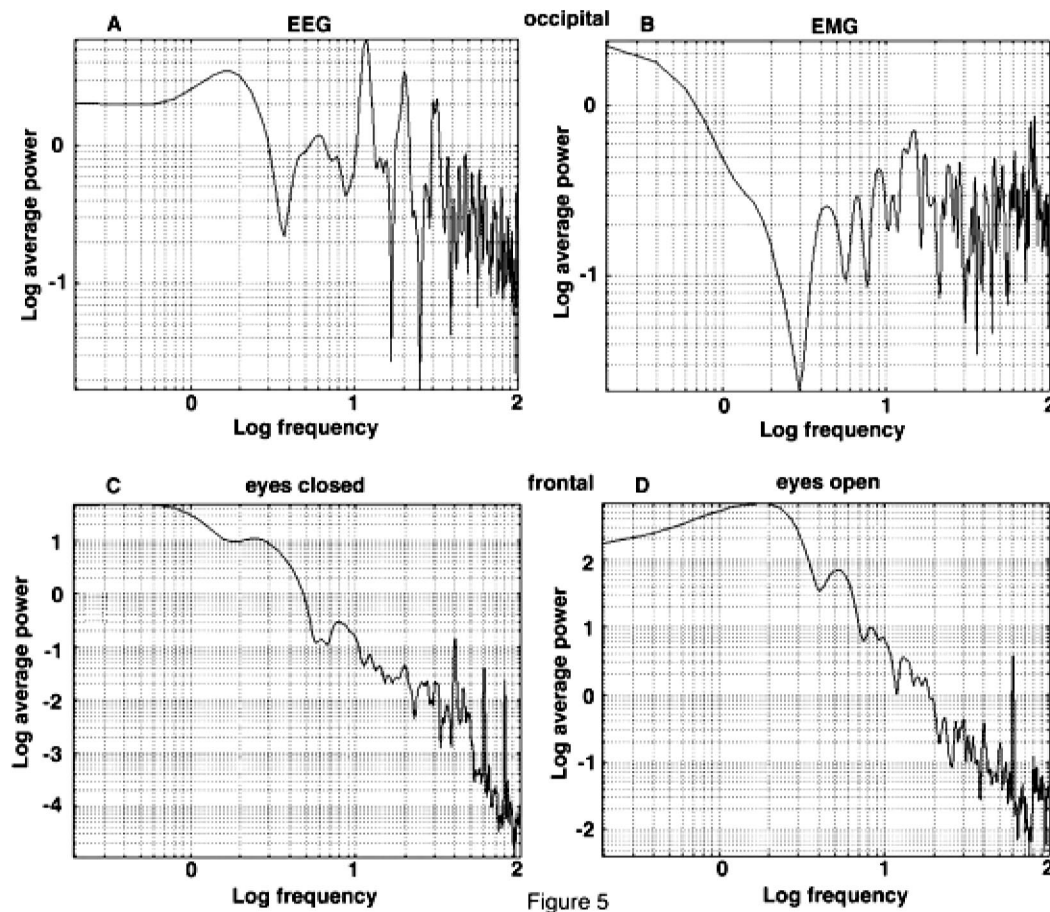 A EEG occipital B EMG
Log average power
0
-1
0 1 2
Log frequency
Log average power
0
-1
0 1 2
Log frequency
C eyes closed frontal D eyes open
Log average power
1
0
-1
-2
-3
-4
0 1 2
Log frequency
Log average power
2
1
0
-1
-2
0 1 2
Log frequency
Figure 5